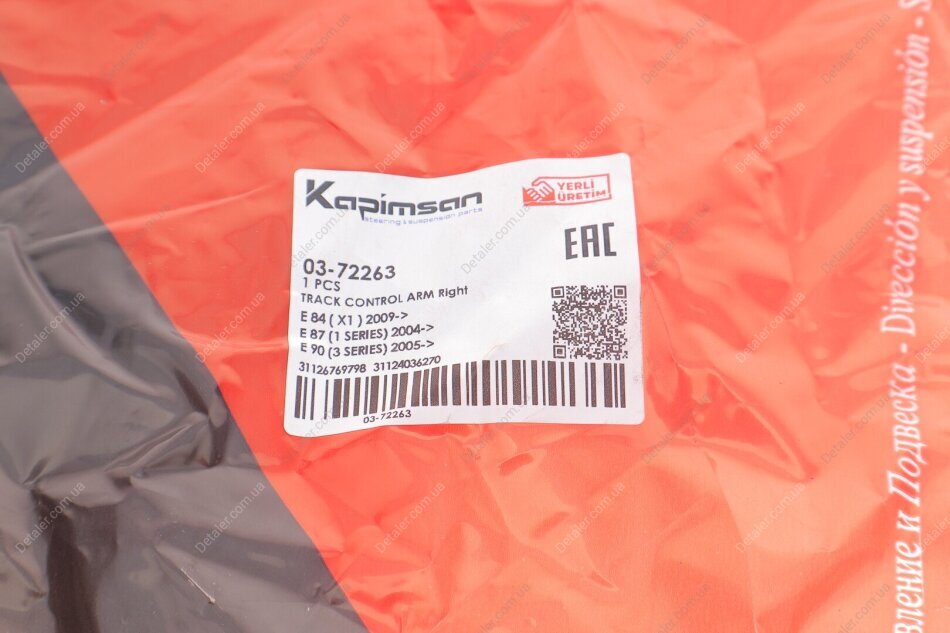 Kapimsan
steering & suspension parts
YERLİ
ÜRETİM
EAC
03-72263
1 PCS
TRACK CONTROL ARM Right
E 84 ( X1 ) 2009->
E 87 (1 SERIES) 2004->
E 90 (3 SERIES) 2005->
31126769798 31124036270
03-72263
вление и Подвеска - Dirección y suspensión - S
Detaler.com.ua